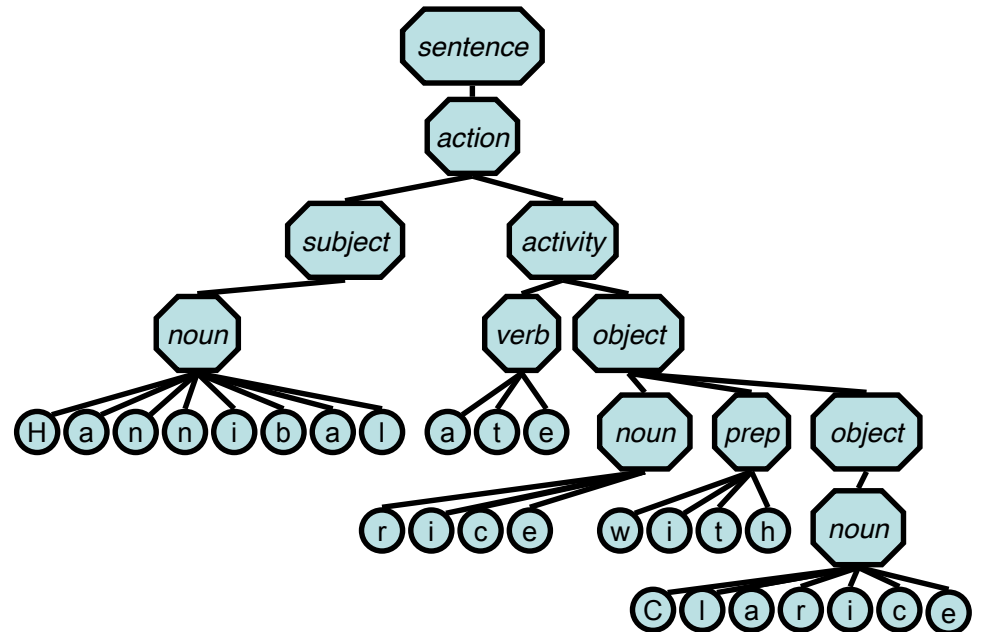 sentence
action
subject activity
noun verb object
H a n n i b a l a t e noun prep object
r i c e w i t h noun
C l a r i c e